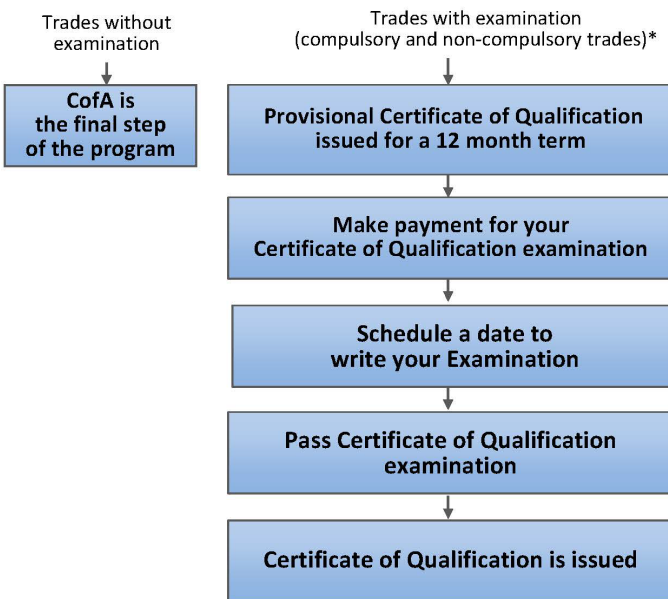 Trades without
examination
CofA is
the final step
of the program
Trades with examination
(compulsory and non-compulsory trades)*
Provisional Certificate of Qualification
issued for a 12 month term
Make payment for your
Certificate of Qualification examination
Schedule a date to
write your Examination
Pass Certificate of Qualification
examination
Certificate of Qualification is issued